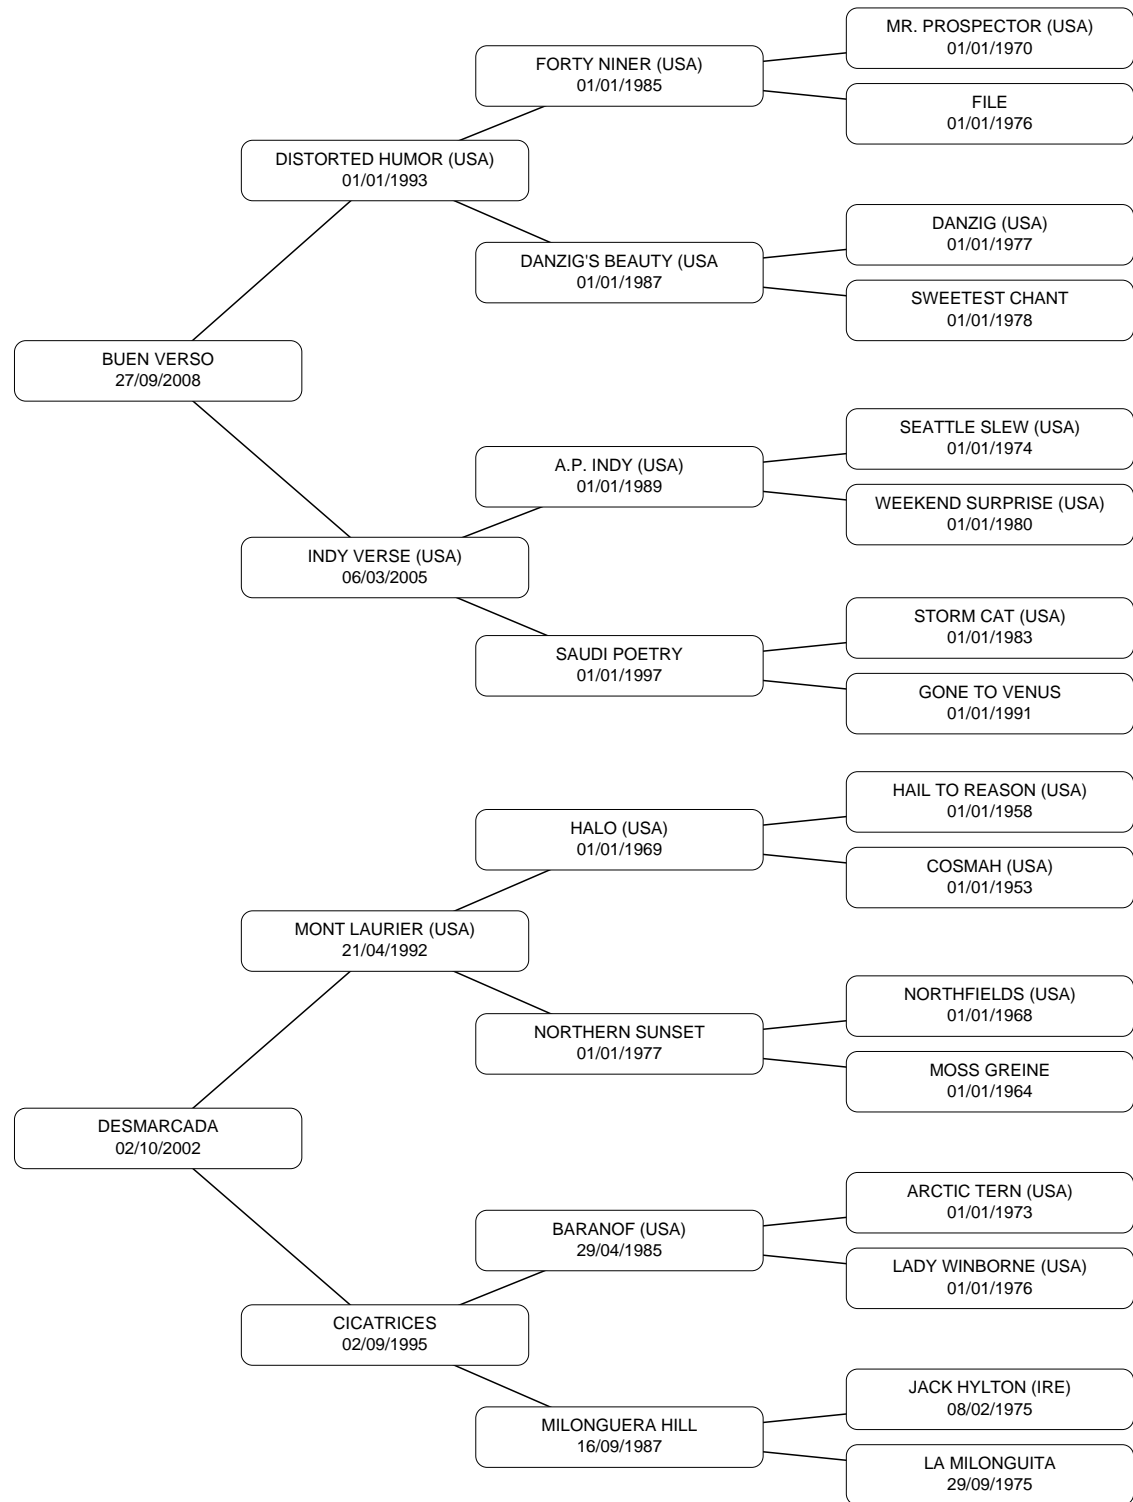 MR. PROSPECTOR (USA)
01/01/1970
FORTY NINER (USA)
01/01/1985
FILE
01/01/1976
DISTORTED HUMOR (USA)
01/01/1993
DANZIG (USA)
01/01/1977
DANZIG'S BEAUTY (USA
01/01/1987
SWEETEST CHANT
01/01/1978
BUEN VERSO
27/09/2008
SEATTLE SLEW (USA)
01/01/1974
A.P. INDY (USA)
01/01/1989
WEEKEND SURPRISE (USA)
01/01/1980
INDY VERSE (USA)
06/03/2005
STORM CAT (USA)
01/01/1983
SAUDI POETRY
01/01/1997
GONE TO VENUS
01/01/1991
HAIL TO REASON (USA)
01/01/1958
HALO (USA)
01/01/1969
COSMAH (USA)
01/01/1953
MONT LAURIER (USA)
21/04/1992
NORTHFIELDS (USA)
01/01/1968
NORTHERN SUNSET
01/01/1977
MOSS GREINE
01/01/1964
DESMARCADA
02/10/2002
ARCTIC TERN (USA)
01/01/1973
BARANOF (USA)
29/04/1985
LADY WINBORNE (USA)
01/01/1976
CICATRICES
02/09/1995
JACK HYLTON (IRE)
08/02/1975
MILONGUERA HILL
16/09/1987
LA MILONGUITA
29/09/1975